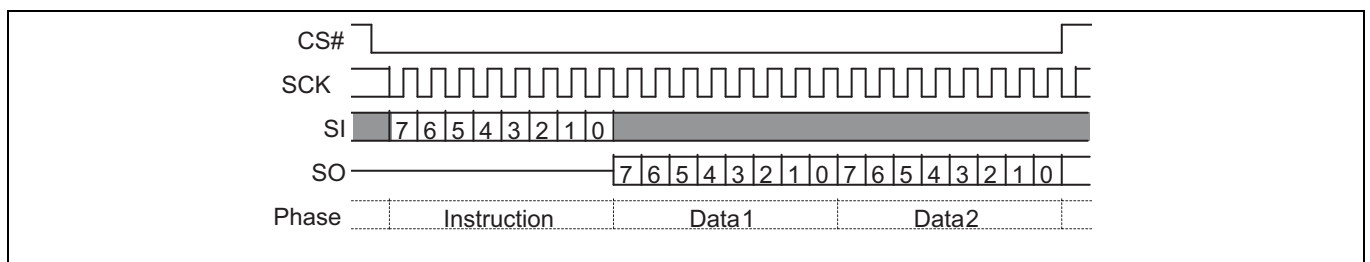 CS#
SCK
SI 7 6 5 4 3 2 1 0
SO 7 6 5 4 3 2 1 0 7 6 5 4 3 2 1 0
Phase Instruction Data1 Data2